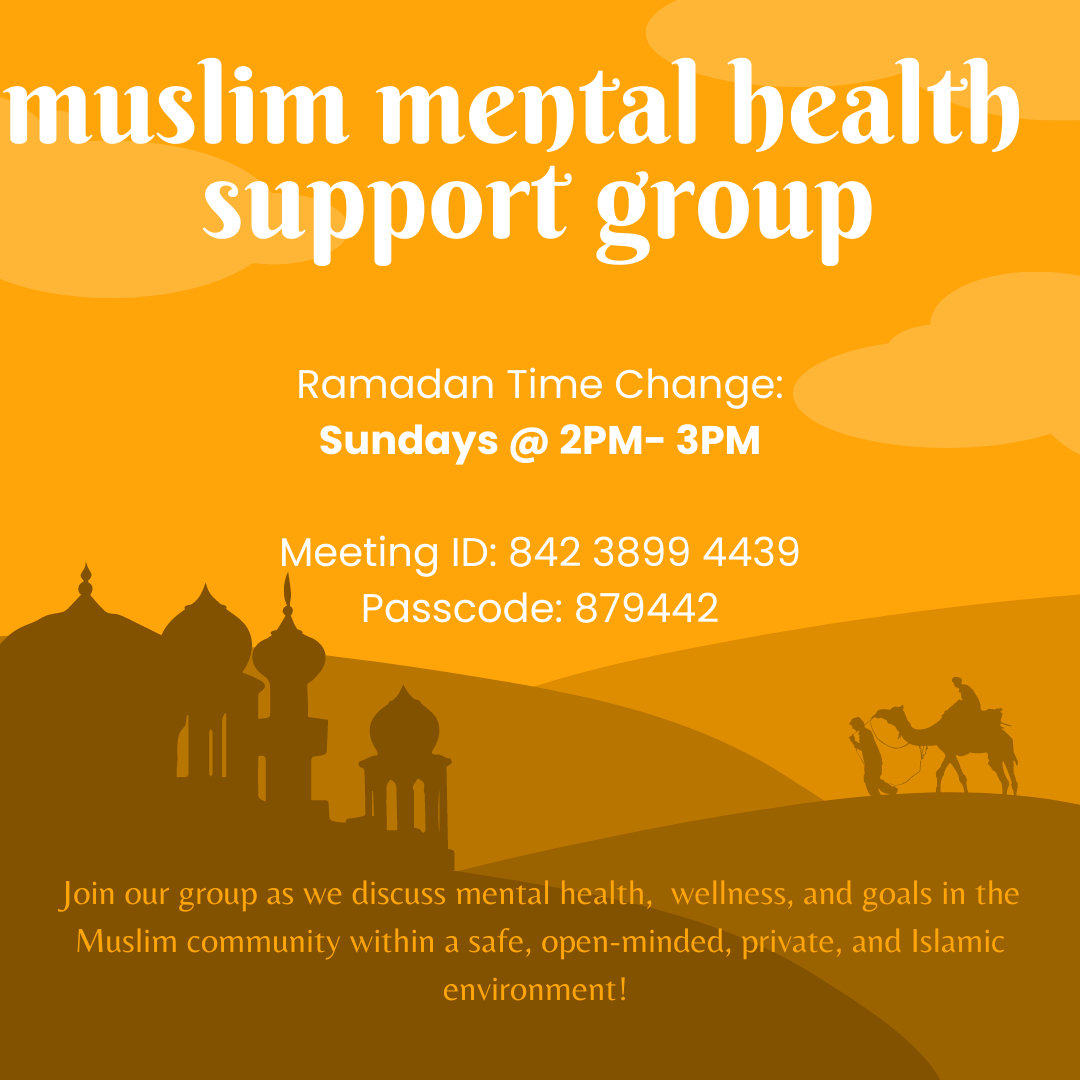 muslim mental health
support group
Ramadan Time Change:
Sundays @ 2PM- 3PM
Meeting ID: 842 3899 4439
Passcode: 879442
Join our group as we discuss mental health,  wellness, and goals in the
Muslim community within a safe, open-minded, private, and Islamic
environment!